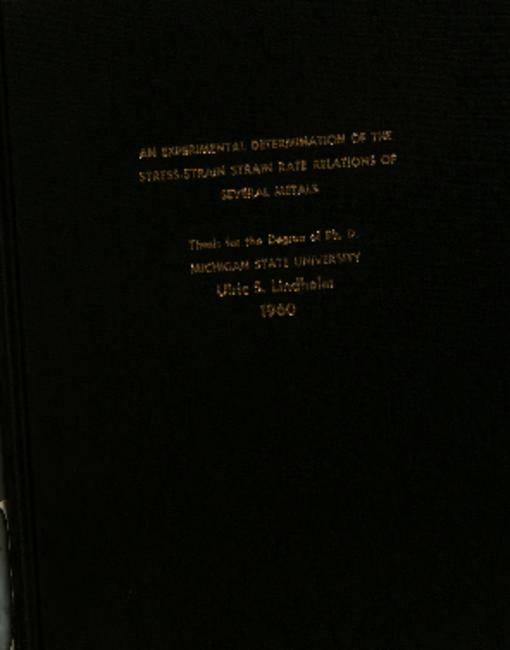 AN EXPERIMENTAL DETERMINATION OF THE
STRESS-STRAIN STRAIN RATE RELATIONS OF
SEVERAL METALS
Thesis for the Degree of Ph. D.
MICHIGAN STATE UNIVERSITY
Ulric S. Lindholm
1960